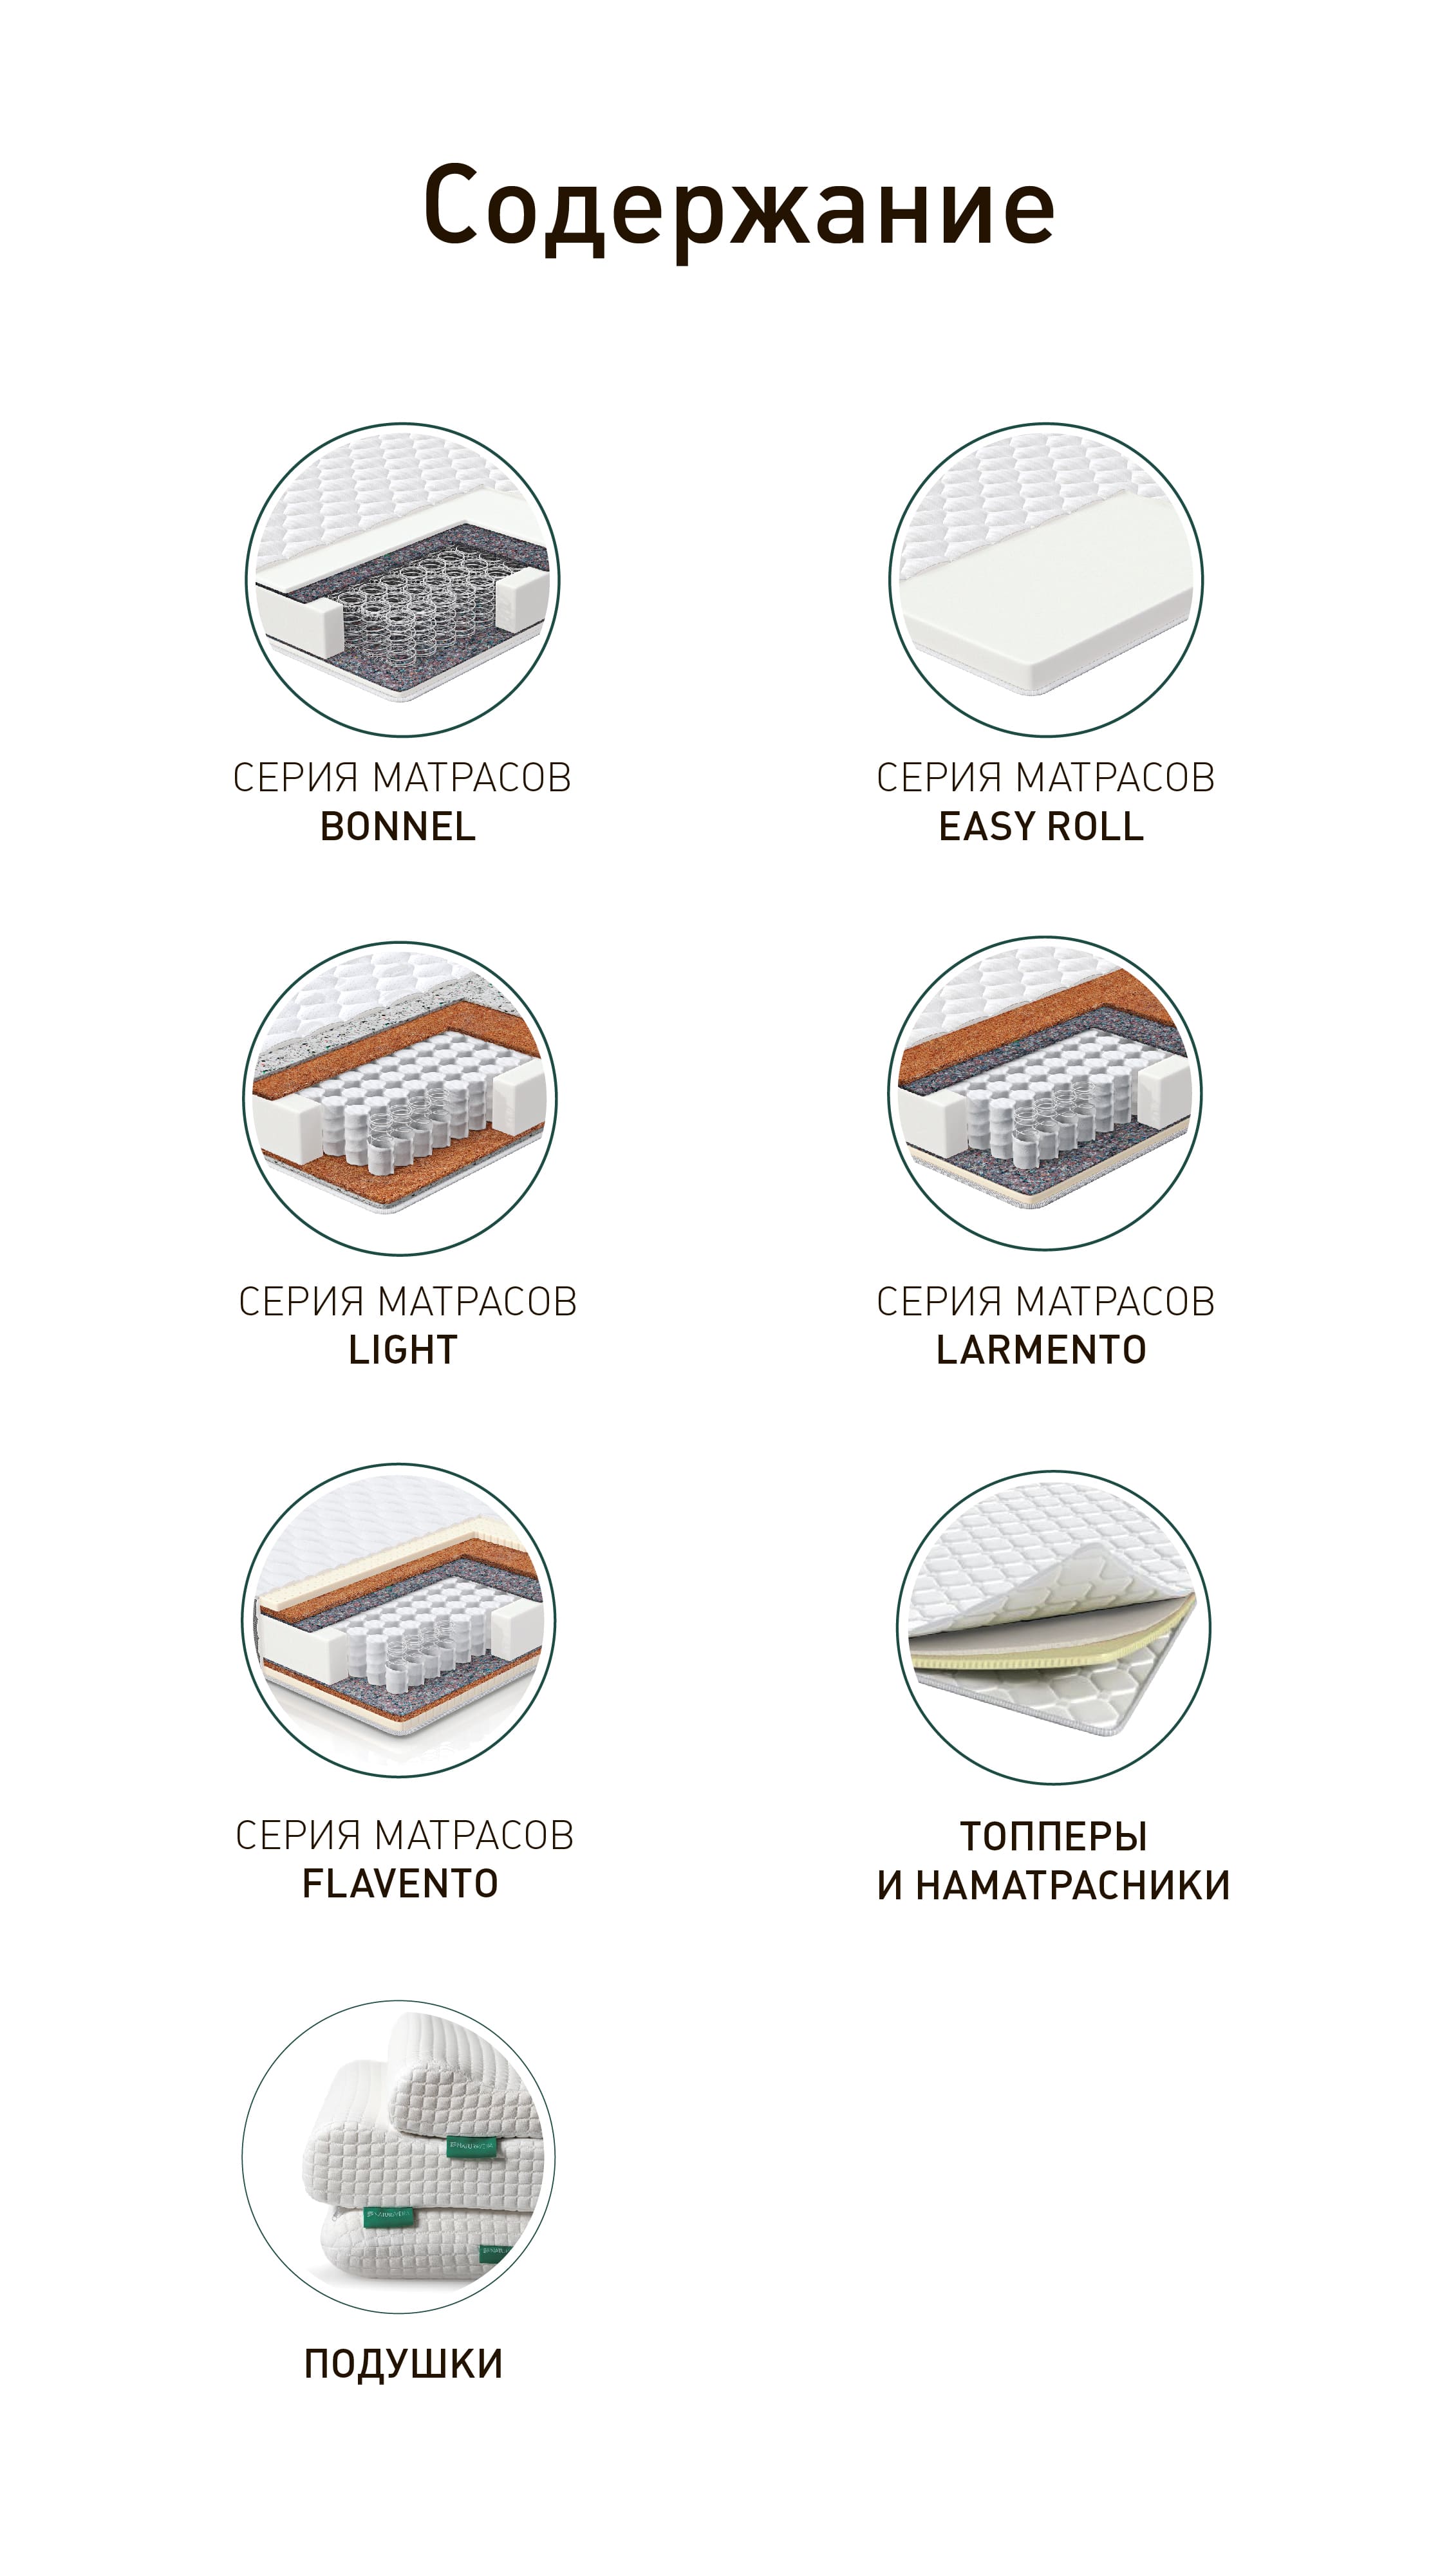 Содержание
СЕРИЯ МАТРАСОВ
BONNEL
СЕРИЯ МАТРАСОВ
EASY ROLL
СЕРИЯ МАТРАСОВ
LIGHT
СЕРИЯ МАТРАСОВ
LARMENTO
СЕРИЯ МАТРАСОВ
FLAVENTO
ТОППЕРЫ
И НАМАТРАСНИКИ
ПОДУШКИ